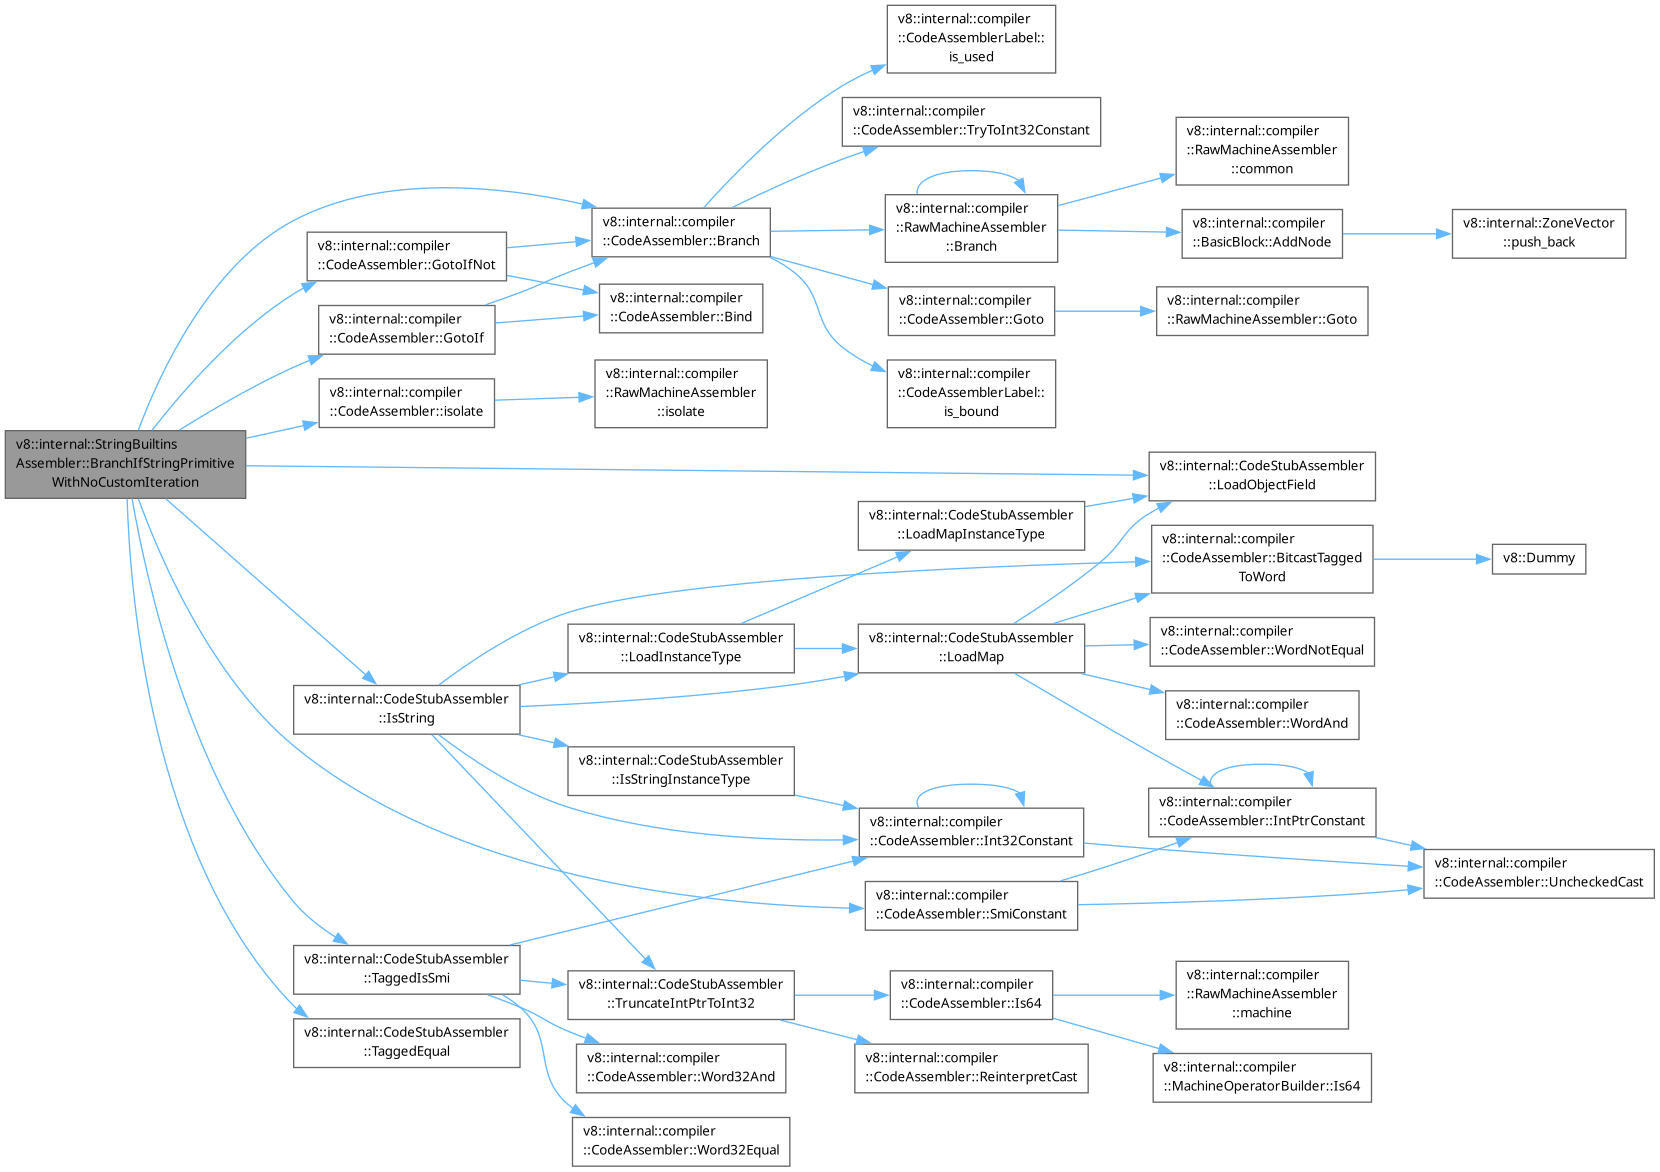 v8::internal::StringBuiltins
Assembler::BranchIfStringPrimitive
WithNoCustomIteration
v8::internal::compiler
::CodeAssembler::GotoIfNot
v8::internal::compiler
::CodeAssembler::GotoIf
v8::internal::compiler
::CodeAssembler::isolate
v8::internal::CodeStubAssembler
::IsString
v8::internal::CodeStubAssembler
::TaggedIsSmi
v8::internal::CodeStubAssembler
::TaggedEqual
v8::internal::compiler
::CodeAssembler::Branch
v8::internal::compiler
::CodeAssembler::Bind
v8::internal::compiler
::RawMachineAssembler
::isolate
v8::internal::CodeStubAssembler
::LoadInstanceType
v8::internal::CodeStubAssembler
::IsStringInstanceType
v8::internal::CodeStubAssembler
::TruncateIntPtrToInt32
v8::internal::compiler
::CodeAssembler::Word32And
v8::internal::compiler
::CodeAssembler::Word32Equal
v8::internal::compiler
::CodeAssemblerLabel::
is_used
v8::internal::compiler
::CodeAssembler::TryToInt32Constant
v8::internal::compiler
::RawMachineAssembler
::Branch
v8::internal::compiler
::CodeAssembler::Goto
v8::internal::compiler
::CodeAssemblerLabel::
is_bound
v8::internal::CodeStubAssembler
::LoadMapInstanceType
v8::internal::CodeStubAssembler
::LoadMap
v8::internal::compiler
::CodeAssembler::Int32Constant
v8::internal::compiler
::CodeAssembler::SmiConstant
v8::internal::compiler
::CodeAssembler::Is64
v8::internal::compiler
::CodeAssembler::ReinterpretCast
v8::internal::compiler
::RawMachineAssembler
::common
v8::internal::compiler
::BasicBlock::AddNode
v8::internal::compiler
::RawMachineAssembler::Goto
v8::internal::CodeStubAssembler
::LoadObjectField
v8::internal::compiler
::CodeAssembler::BitcastTagged
ToWord
v8::internal::compiler
::CodeAssembler::WordNotEqual
v8::internal::compiler
::CodeAssembler::WordAnd
v8::internal::compiler
::CodeAssembler::IntPtrConstant
v8::internal::compiler
::RawMachineAssembler
::machine
v8::internal::compiler
::MachineOperatorBuilder::Is64
v8::internal::ZoneVector
::push_back
v8::Dummy
v8::internal::compiler
::CodeAssembler::UncheckedCast